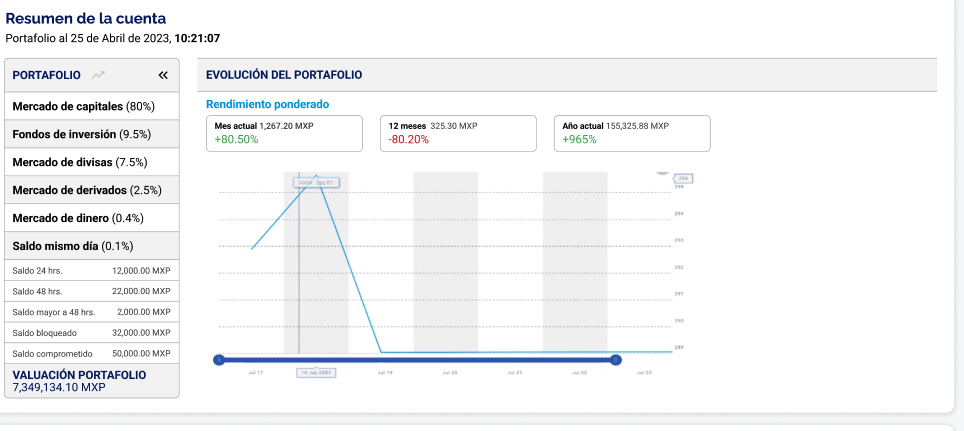 Resumen de la cuenta
Portafolio al 25 de Abril de 2023, 10:21:07
PORTAFOLIO
Mercado de capitales (80%)
Fondos de inversión (9.5%)
Mercado de divisas (7.5%)
Mercado de derivados (2.5%)
Mercado de dinero (0.4%)
Saldo mismo día (0.1%)
Saldo 24 hrs. 12,000.00 MXP
Saldo 48 hrs. 22,000.00 MXP
Saldo mayor a 48 hrs. 2,000.00 MXP
Saldo bloqueado 32,000.00 MXP
Saldo comprometido 50,000.00 MXP
VALUACIÓN PORTAFOLIO
7,349,134.10 MXP
EVOLUCIÓN DEL PORTAFOLIO
Rendimiento ponderado
Mes actual 1,267.20 MXP
+80.50%
12 meses 325.30 MXP
-80.20%
Año actual 155,325.88 MXP
+965%
294
293
292
291
290
Jul 17
Jul 19
Jul 20
Jul 21
Jul 22
Jul 23